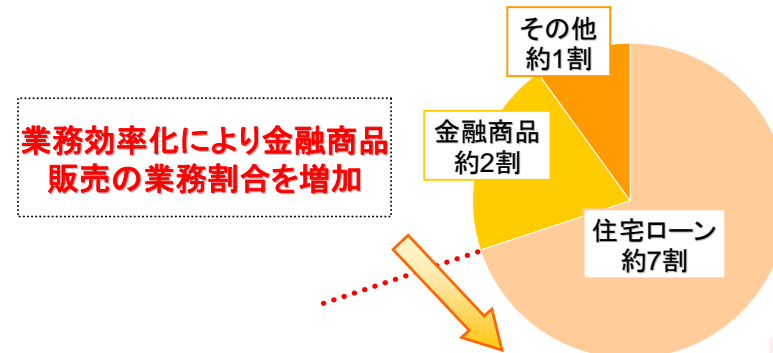 その他
約1割
金融商品
約2割
業務効率化により金融商品
販売の業務割合を増加
住宅ローン
約7割